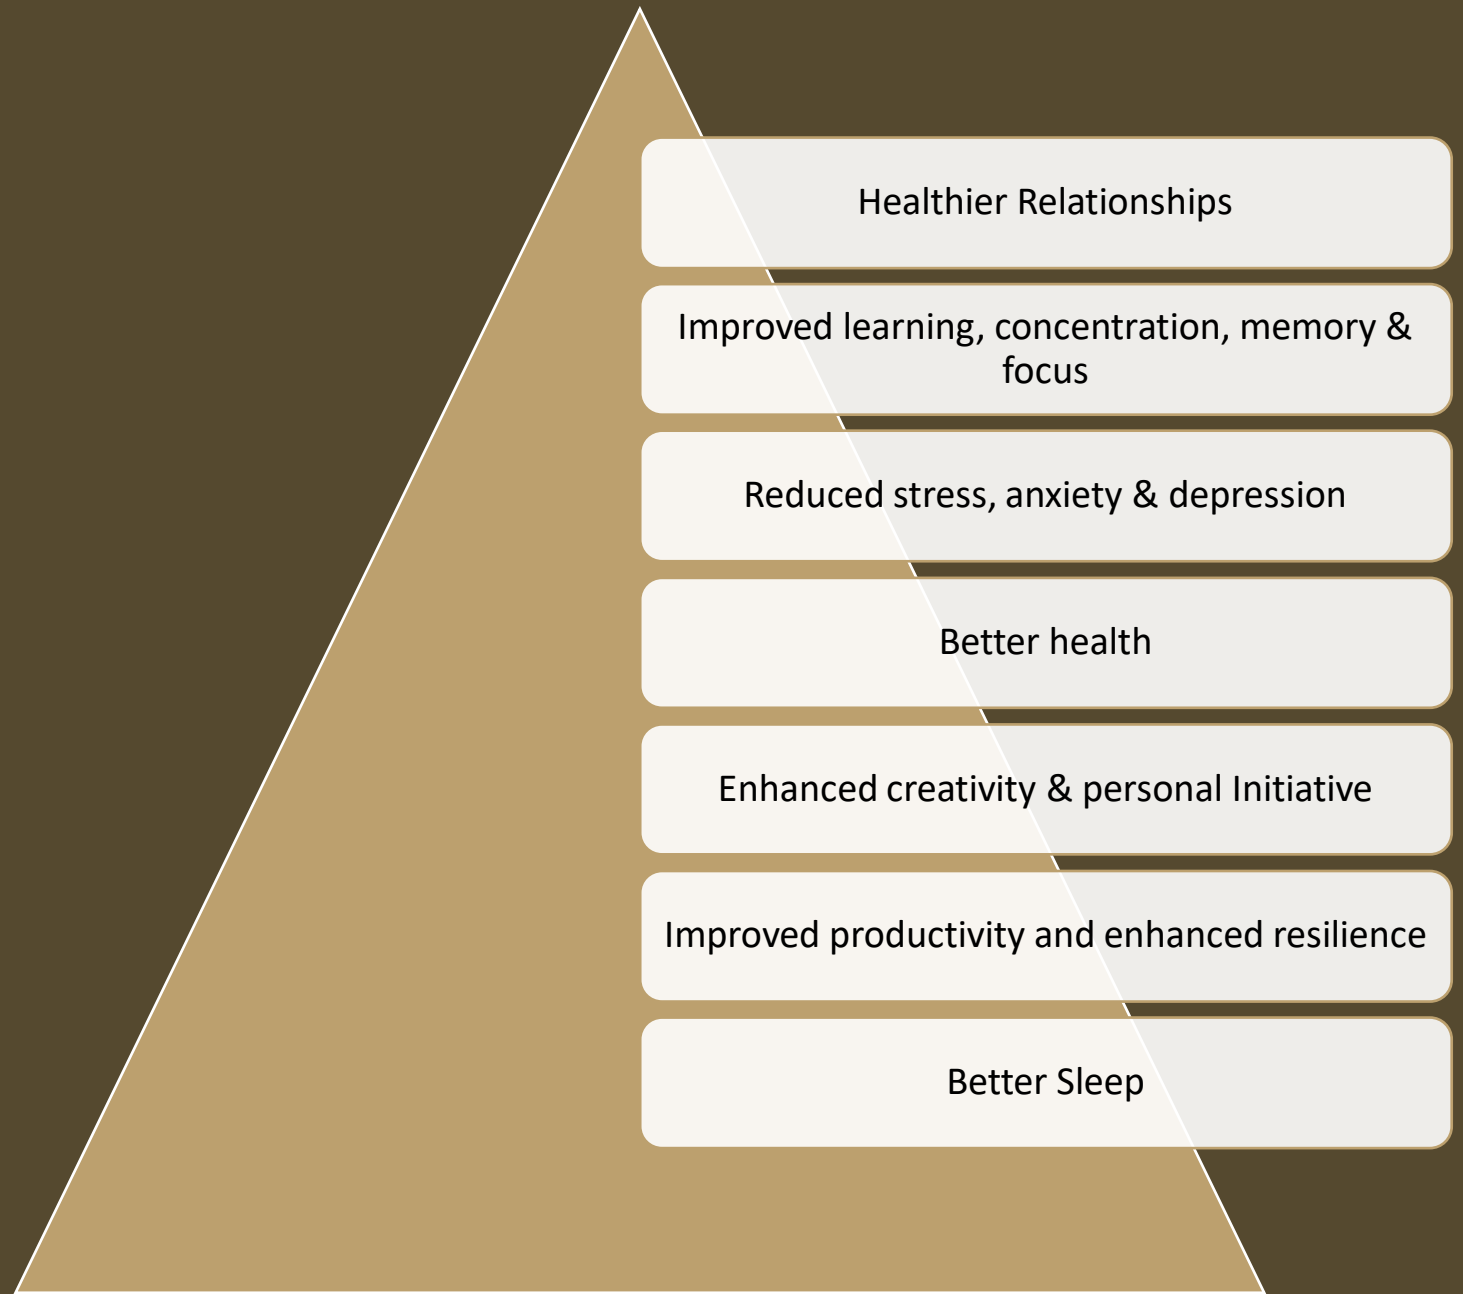 Healthier Relationships
Improved learning, concentration, memory &
focus
Reduced stress, anxiety & depression
Better health
Enhanced creativity & personal Initiative
Improved productivity and enhanced resilience
Better Sleep